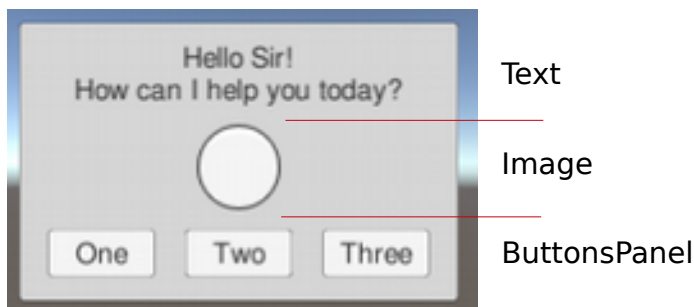 Hello Sir!
How can I help you today?
Text
Image
One Two Three
ButtonsPanel